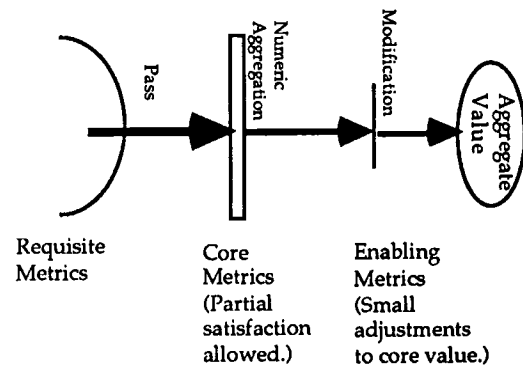 Pass
Numeric
Aggregation
Modification
Aggregate
Value
Requisite
Metrics
Core
Metrics
(Partial
satisfaction
allowed.)
Enabling
Metrics
(Small
adjustments
to core value.)